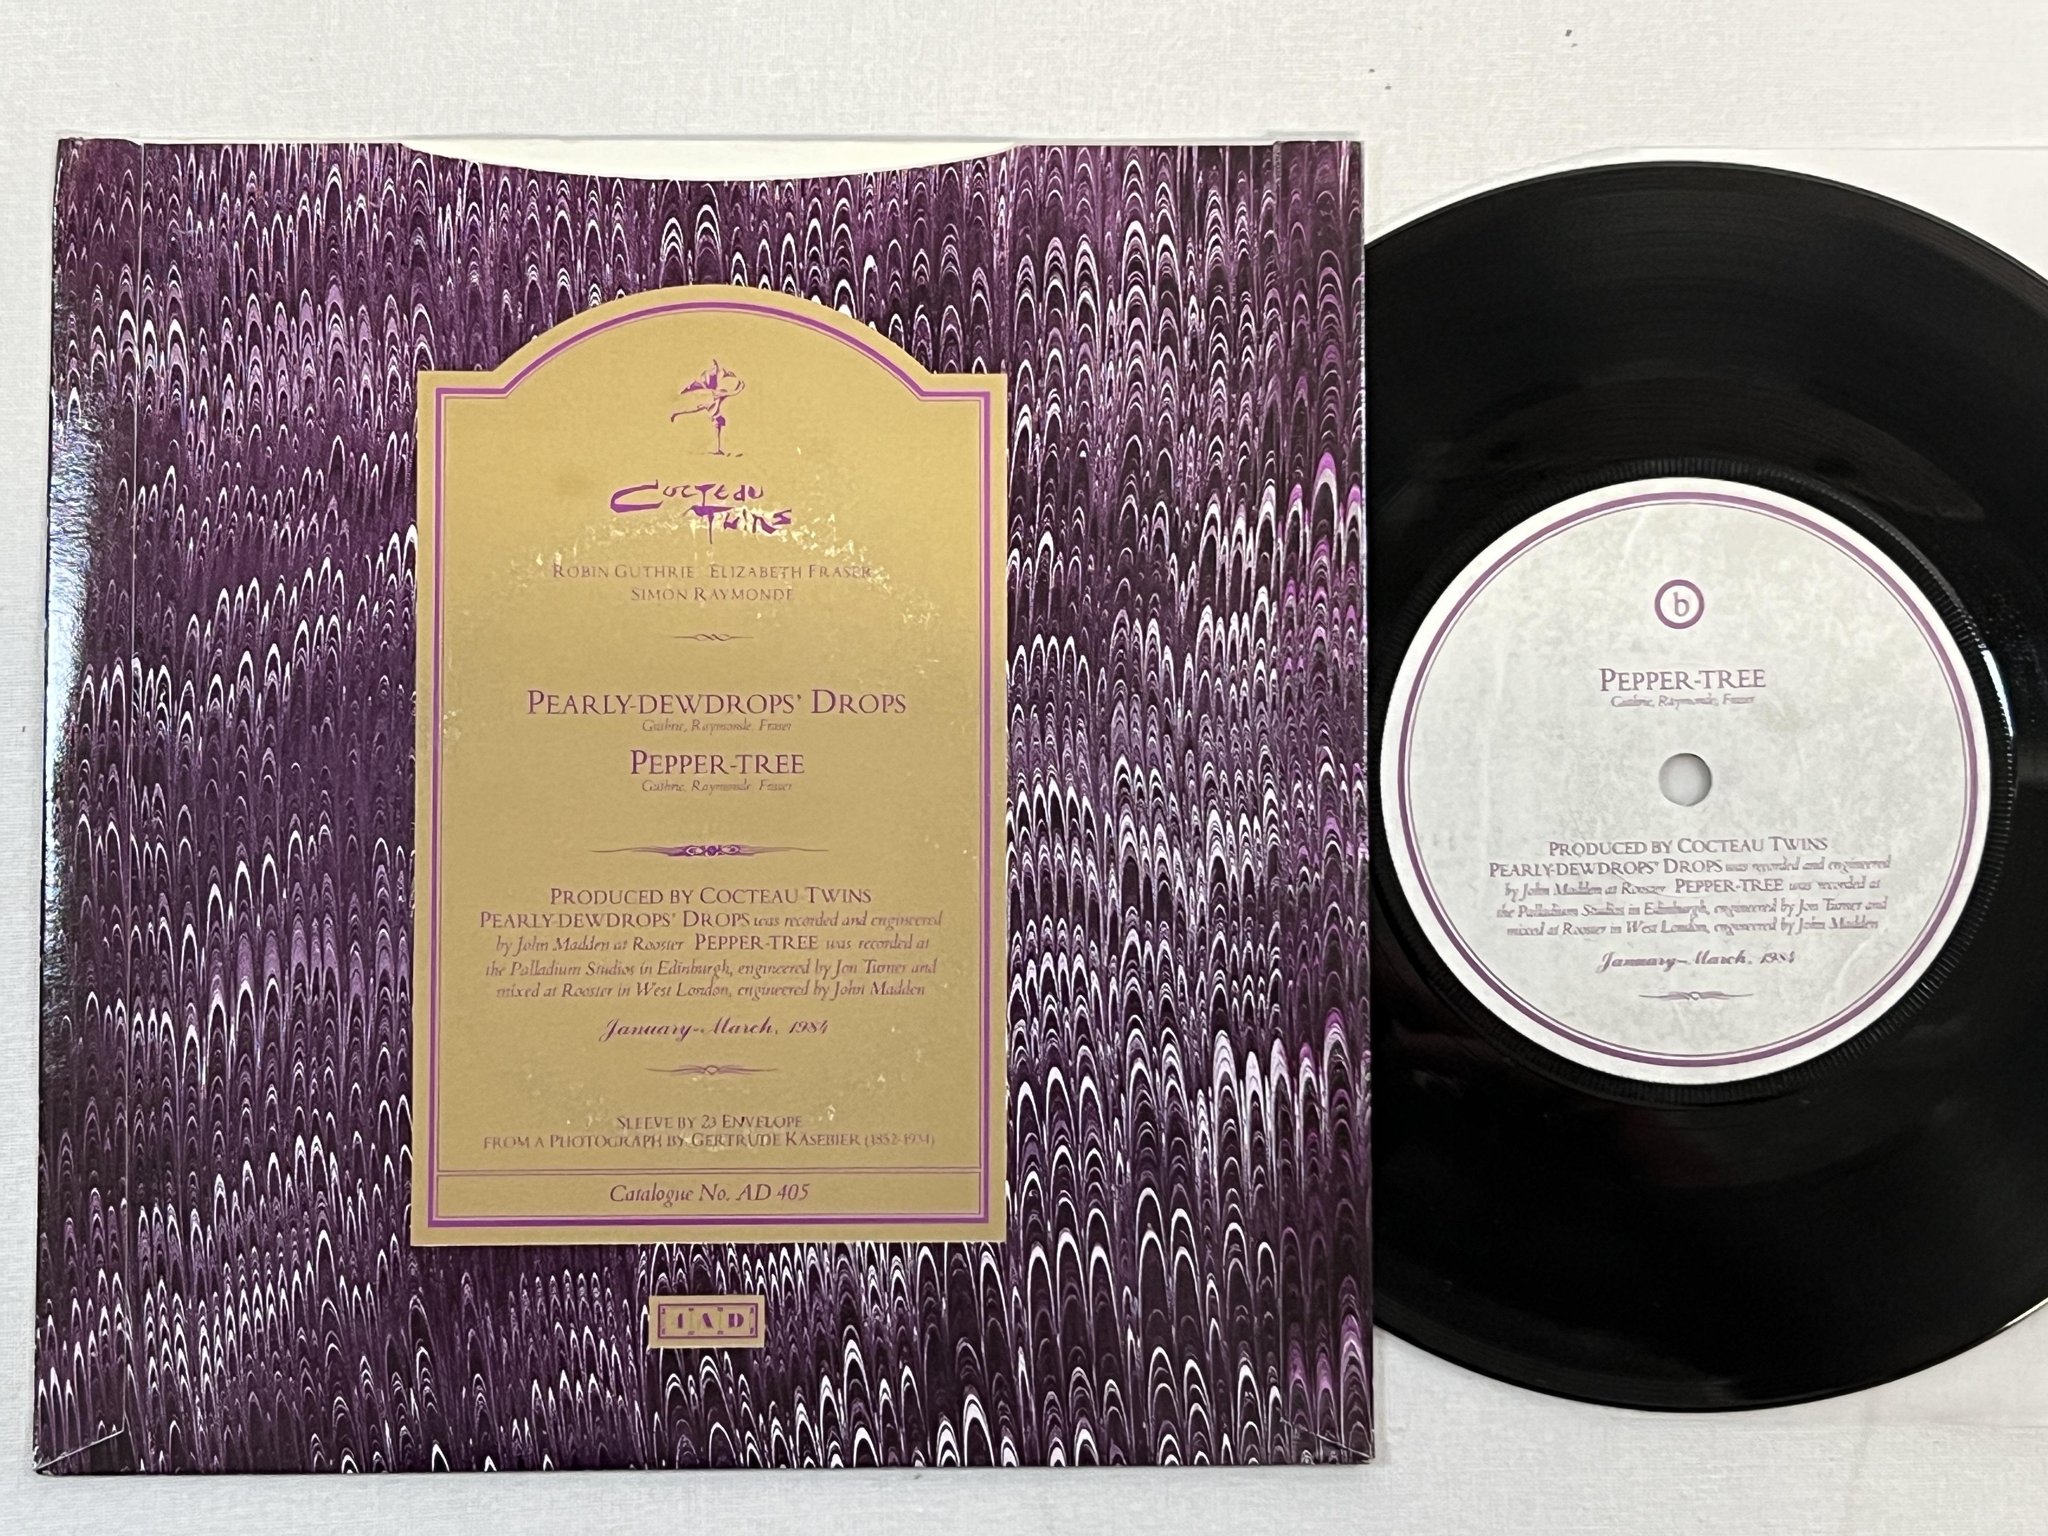 Cocteau
Twins
Robin Guthrie Elizabeth Fraser
Simon Raymonde
Pearly-Dewdrops' Drops
Guthrie, Raymonde, Fraser
Pepper-Tree
Guthrie, Raymonde, Fraser
Produced by Cocteau Twins
Pearly-Dewdrops' Drops was recorded and engineered
by John Madden at Rooster Pepper-Tree was recorded at
the Palladium Studios in Edinburgh, engineered by Jon Turner and
mixed at Rooster in West London, engineered by John Madden
January-March, 1984
Sleeve by 23 Envelope
from a Photograph by Gertrude Kasebier (1852-1934)
Catalogue No. AD 405
4AD
b
Pepper-Tree
Guthrie, Raymonde, Fraser
Produced by Cocteau Twins
Pearly-Dewdrops' Drops was recorded and engineered
by John Madden at Rooster Pepper-Tree was recorded at
the Palladium Studios in Edinburgh, engineered by Jon Turner and
mixed at Rooster in West London, engineered by John Madden
January-March, 1984